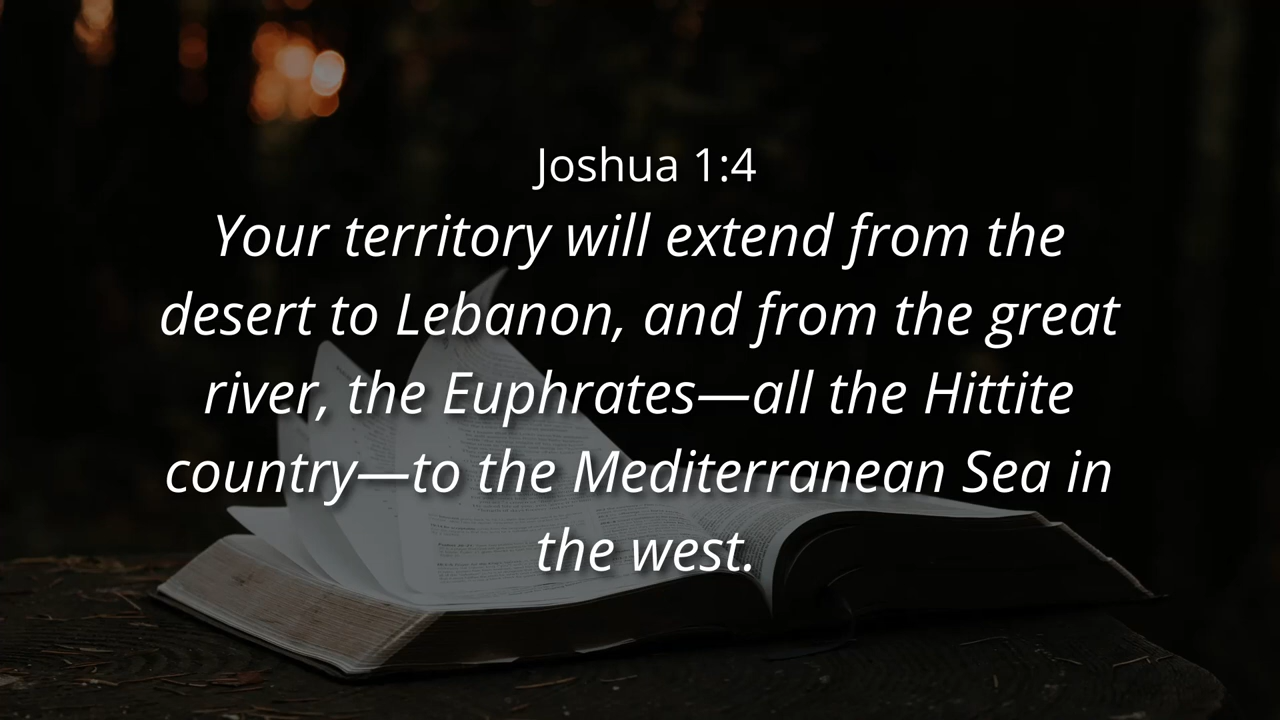 Joshua 1:4
Your territory will extend from the
desert to Lebanon, and from the great
river, the Euphrates—all the Hittite
country—to the Mediterranean Sea in
the west.